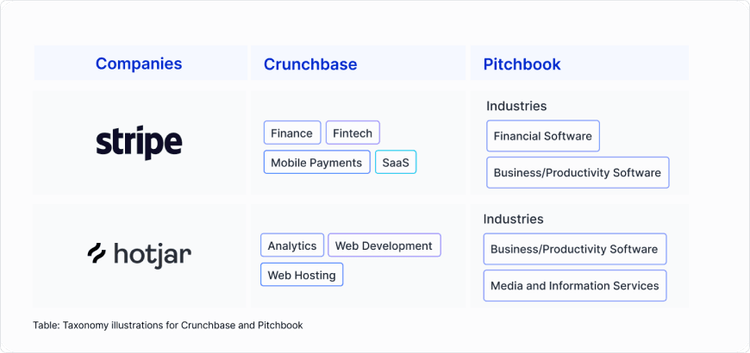 Companies Crunchbase Pitchbook
stripe
Finance Fintech
Mobile Payments SaaS
Industries
Financial Software
Business/Productivity Software
hotjar
Analytics Web Development
Web Hosting
Industries
Business/Productivity Software
Media and Information Services
Table: Taxonomy illustrations for Crunchbase and Pitchbook